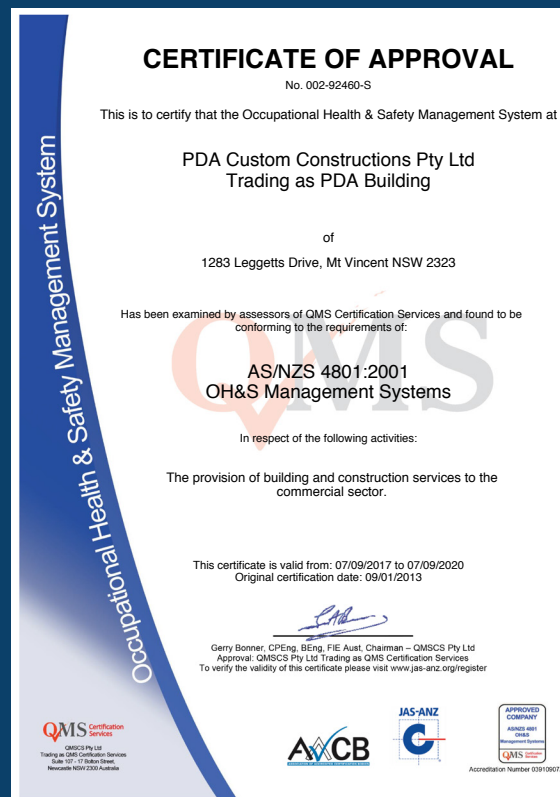 CERTIFICATE OF APPROVAL
No. 002-92460-S
This is to certify that the Occupational Health & Safety Management System at
PDA Custom Constructions Pty Ltd
Trading as PDA Building
of
1283 Leggetts Drive, Mt Vincent NSW 2323
Has been examined by assessors of QMS Certification Services and found to be
conforming to the requirements of:
QMS
AS/NZS 4801:2001
OH&S Management Systems
In respect of the following activities:
The provision of building and construction services to the
commercial sector.
This certificate is valid from: 07/09/2017 to 07/09/2020
Original certification date: 09/01/2013
Gerry Bonner, CPEng, BEng, FIE Aust, Chairman – QMSCS Pty Ltd
Approval: QMSCS Pty Ltd Trading as QMS Certification Services
To verify the validity of this certificate please visit www.jas-anz.org/register
Occupational Health & Safety Management System
QMS Certification
Services
QMSCS Pty Ltd
Trading as QMS Certification Services
Suite 107 - 17 Bolton Street,
Newcastle NSW 2300 Australia
AWCB
JAS-ANZ
C
APPROVED
COMPANY
AS/NZS 4801
OH&S
Management Systems
QMS
Accreditation Number 03910907